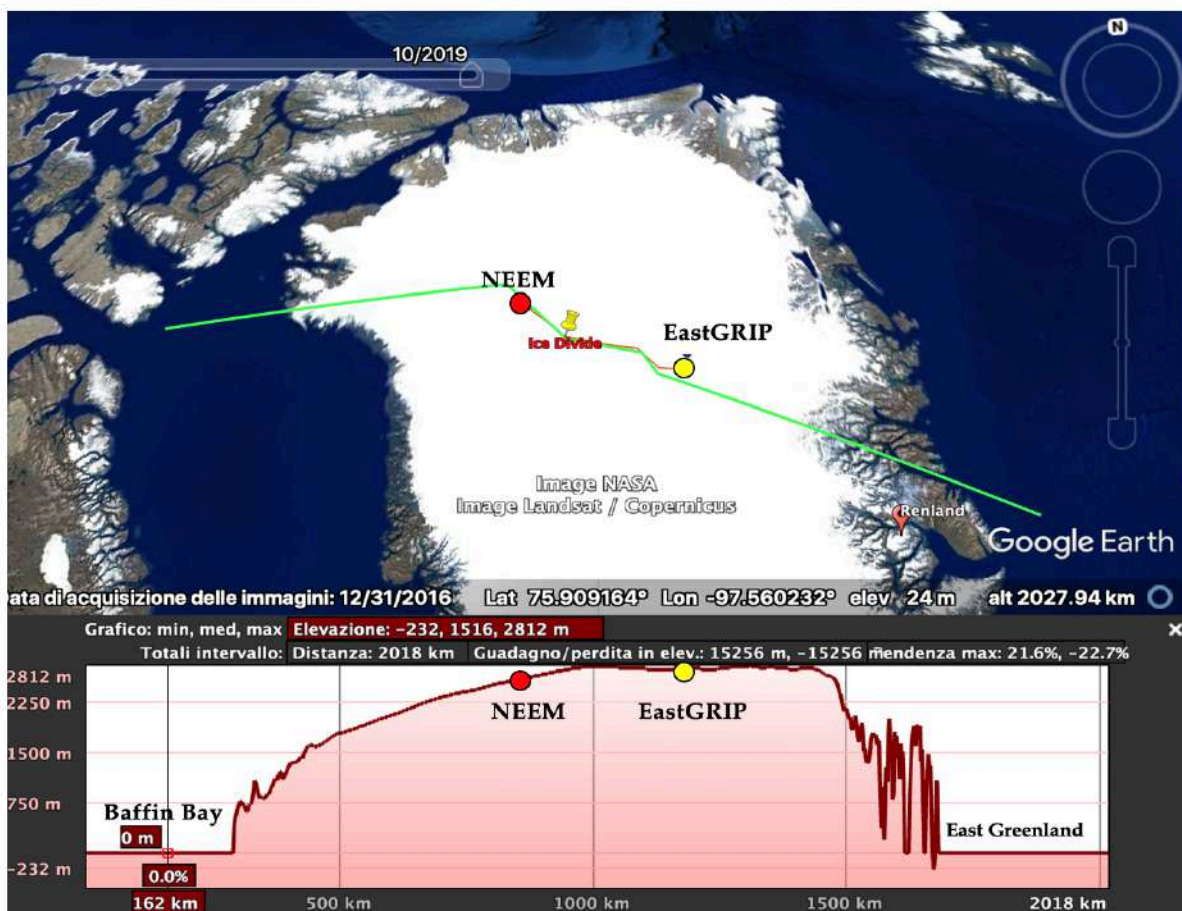 N
10/2019
NEEM
Ice Divide
EastGRIP
Image NASA
Image Landsat / Copernicus
Renland
Google Earth
ata di acquisizione delle immagini: 12/31/2016 Lat 75.909164° Lon -97.560232° elev 24 m alt 2027.94 km
Grafico: min, med, max Elevazione: -232, 1516, 2812 m
Totali intervallo: Distanza: 2018 km Guadagno/perdita in elev.: 15256 m, -15256 m endenza max: 21.6%, -22.7%
2812 m
2250 m
1500 m
750 m
-232 m
NEEM
EastGRIP
Baffin Bay
0 m
0.0%
East Greenland
162 km
500 km
1000 km
1500 km
2018 km